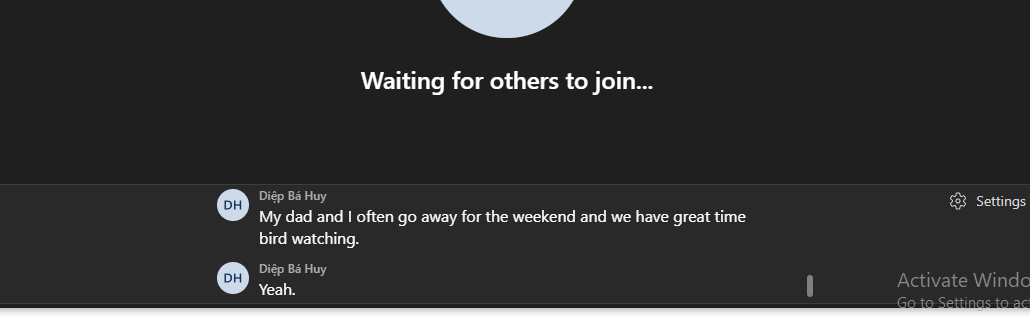 Waiting for others to join...
DH
Diệp Bá Huy
My dad and I often go away for the weekend and we have great time
bird watching.
Settings
DH
Diệp Bá Huy
Yeah.
Activate Windo
Go to Settings to act